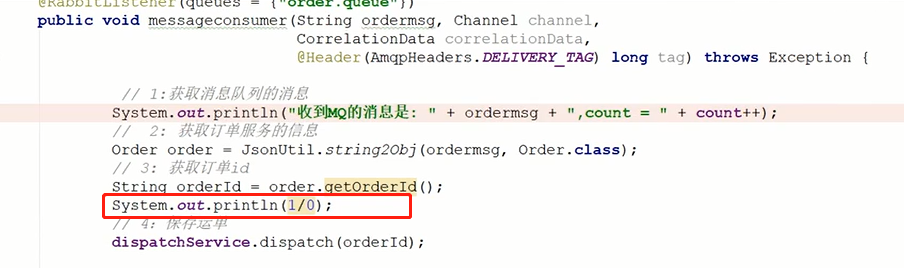 @RabbitListener(queues = {"order.queue"})
public void messageconsumer(String ordermsg, Channel channel,
CorrelationData correlationData,
@Header(AmqpHeaders.DELIVERY_TAG) long tag) throws Exception {
// 1:获取消息队列的消息
System.out.println("收到MQ的消息是: " + ordermsg + ",count = " + count++);
// 2: 获取订单服务的信息
Order order = JsonUtil.string2Obj(ordermsg, Order.class);
// 3: 获取订单id
String orderId = order.getOrderId();
System.out.println(1/0);
// 4: 保存运单
dispatchService.dispatch(orderId);